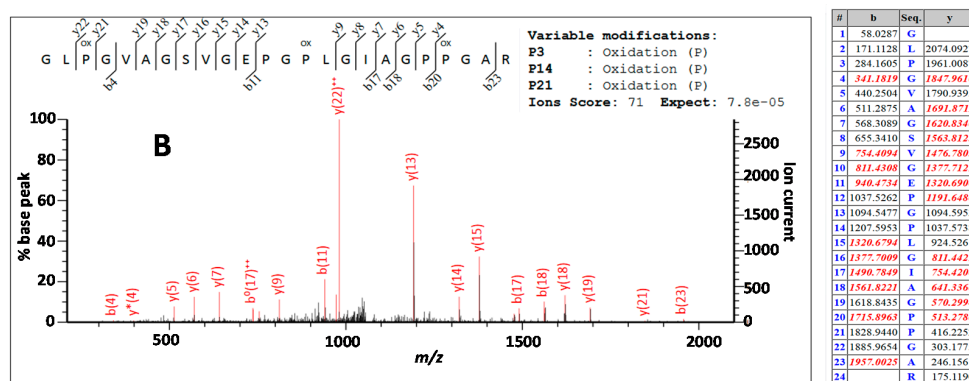 y22 y21 y19 y18 y17 y16 y15 y14 y13 y9 y8 y7 y6 y5 y4
ox ox ox
G L P G V A G S V G E P G P L G I A G P P G A R
b4 b11 b17 b18 b20 b23
Variable modifications:
P3 : Oxidation (P)
P14 : Oxidation (P)
P21 : Oxidation (P)
Ions Score: 71 Expect: 7.8e-05
B
% base peak
100
80
60
40
20
0
b(4)
y*(4)
y(5)
y(6)
y(7)
b⁰(17)⁺⁺
y(9)
b(11)
y(22)⁺⁺
y(13)
y(14)
y(15)
b(17)
b(18)
y(18)
y(19)
y(21)
b(23)
2500
2000
1500
1000
500
0
Ion current
500 1000 1500 2000
m/z
# b Seq. y
1 58.0287 G
2 171.1128 L 2074.092
3 284.1605 P 1961.008
4 341.1819 G 1847.961
5 440.2504 V 1790.939
6 511.2875 A 1691.871
7 568.3089 G 1620.834
8 655.3410 S 1563.812
9 754.4094 V 1476.780
10 811.4308 G 1377.712
11 940.4734 E 1320.690
12 1037.5262 P 1191.648
13 1094.5477 G 1094.595
14 1207.5953 P 1037.573
15 1320.6794 L 924.526
16 1377.7009 G 811.442
17 1490.7849 I 754.420
18 1561.8221 A 641.336
19 1618.8435 G 570.299
20 1715.8963 P 513.278
21 1828.9440 P 416.225
22 1885.9654 G 303.177
23 1957.0025 A 246.156
24 R 175.119